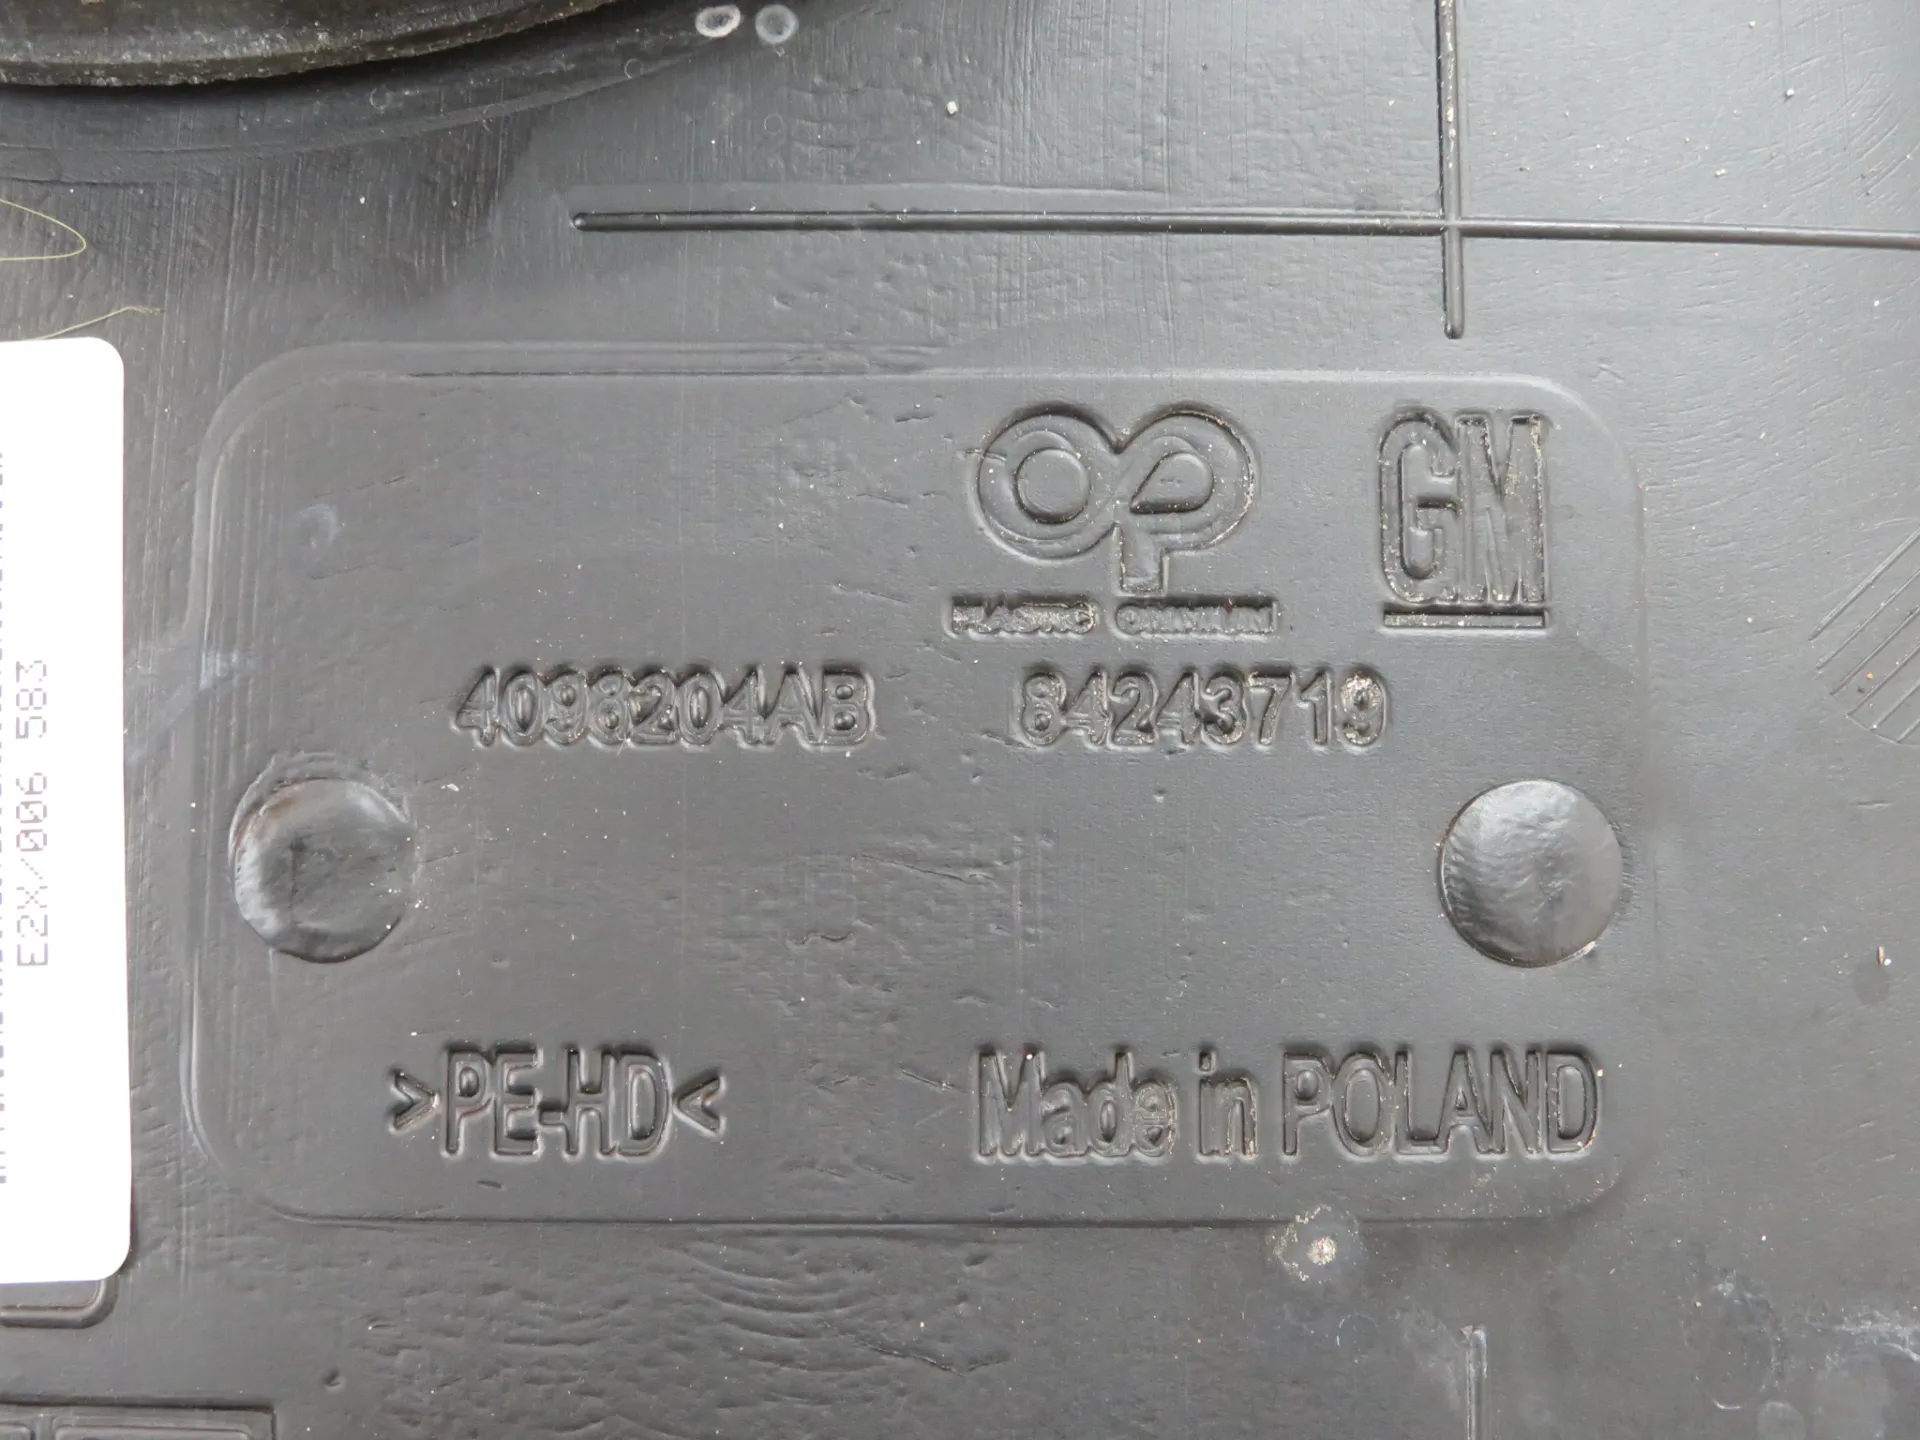 OP GM
PLASTIC OMNIUM
4098204AB 84243719
>PE-HD< Made in POLAND
E2X/006 583